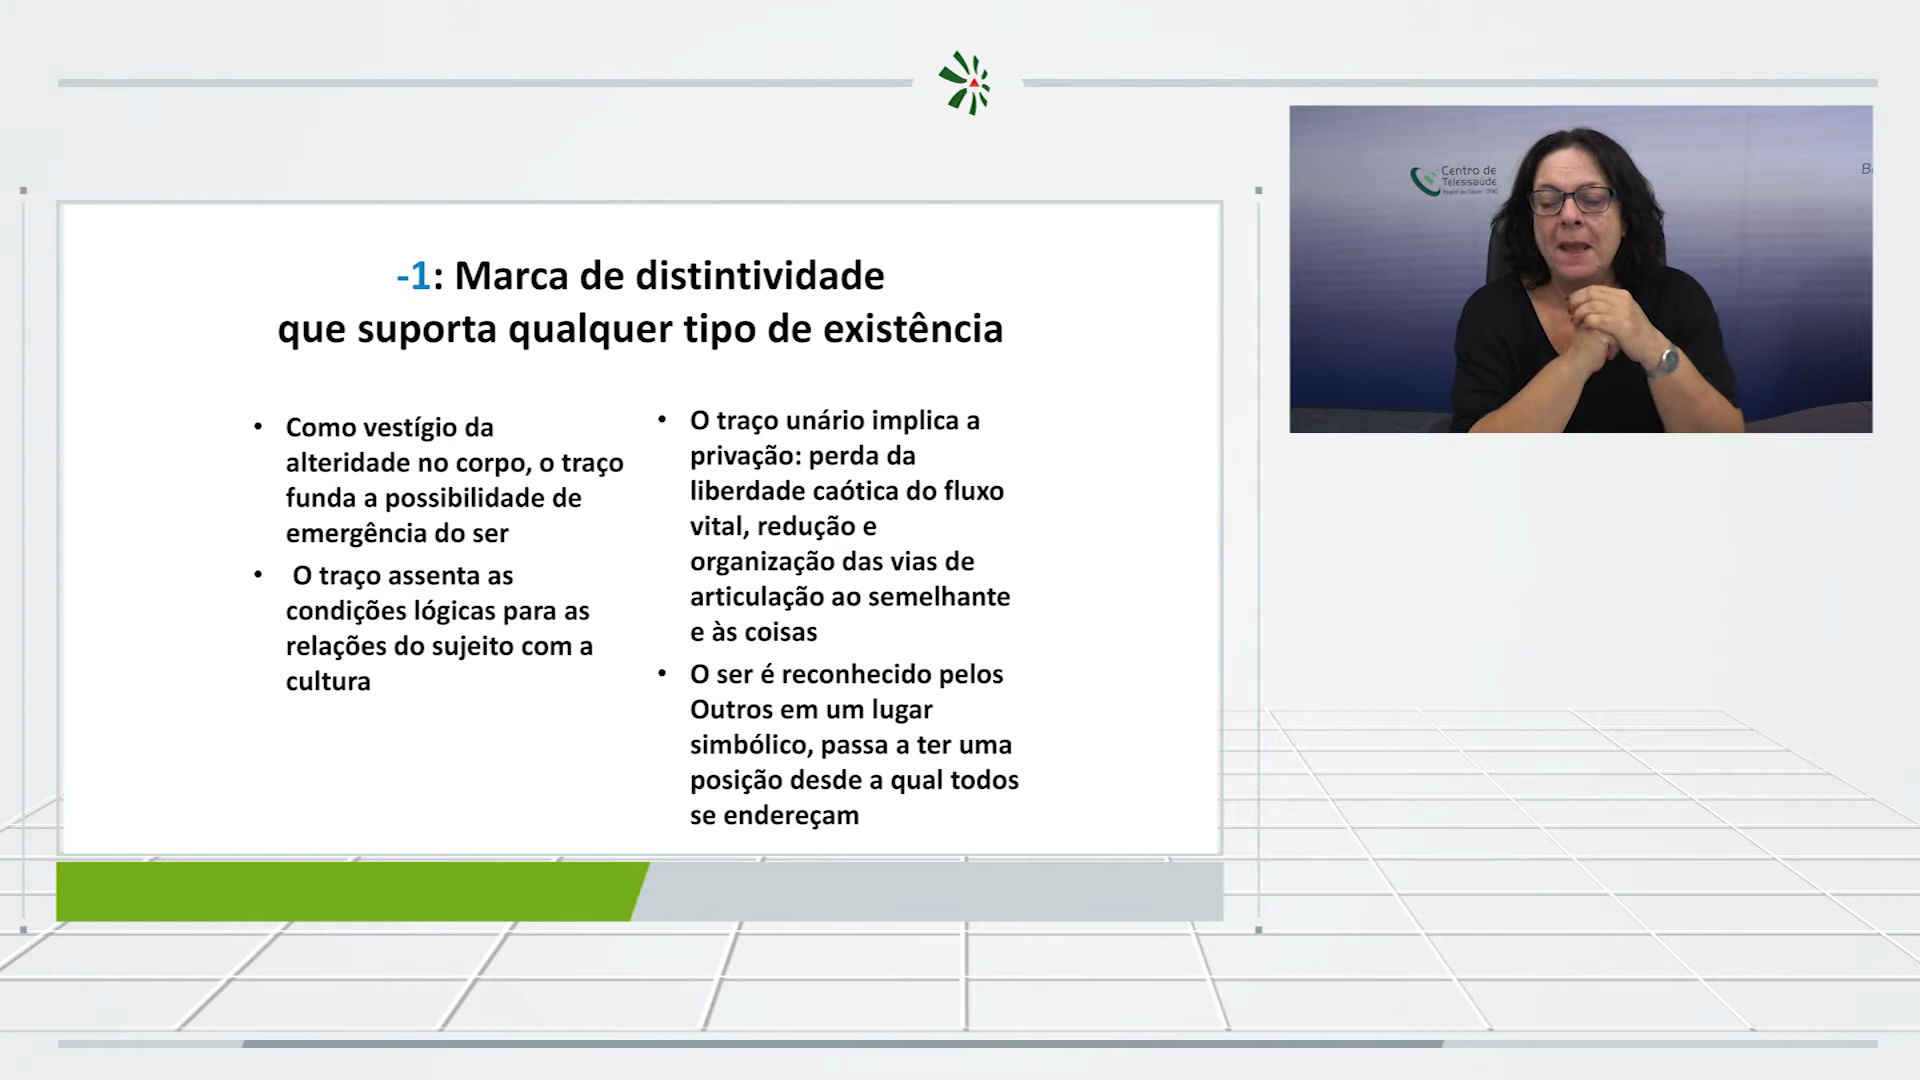 -1: Marca de distintividade
que suporta qualquer tipo de existência
• Como vestígio da
alteridade no corpo, o traço
funda a possibilidade de
emergência do ser
• O traço assenta as
condições lógicas para as
relações do sujeito com a
cultura
• O traço unário implica a
privação: perda da
liberdade caótica do fluxo
vital, redução e
organização das vias de
articulação ao semelhante
e às coisas
• O ser é reconhecido pelos
Outros em um lugar
simbólico, passa a ter uma
posição desde a qual todos
se endereçam
Centro de
Telessaúde